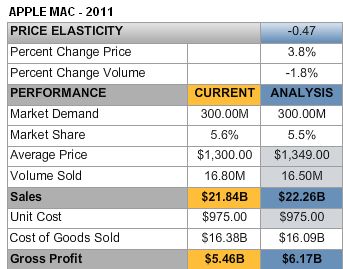 APPLE MAC - 2011
PRICE ELASTICITY -0.47
Percent Change Price 3.8%
Percent Change Volume -1.8%
PERFORMANCE CURRENT ANALYSIS
Market Demand 300.00M 300.00M
Market Share 5.6% 5.5%
Average Price $1,300.00 $1,349.00
Volume Sold 16.80M 16.50M
Sales $21.84B $22.26B
Unit Cost $975.00 $975.00
Cost of Goods Sold $16.38B $16.09B
Gross Profit $5.46B $6.17B